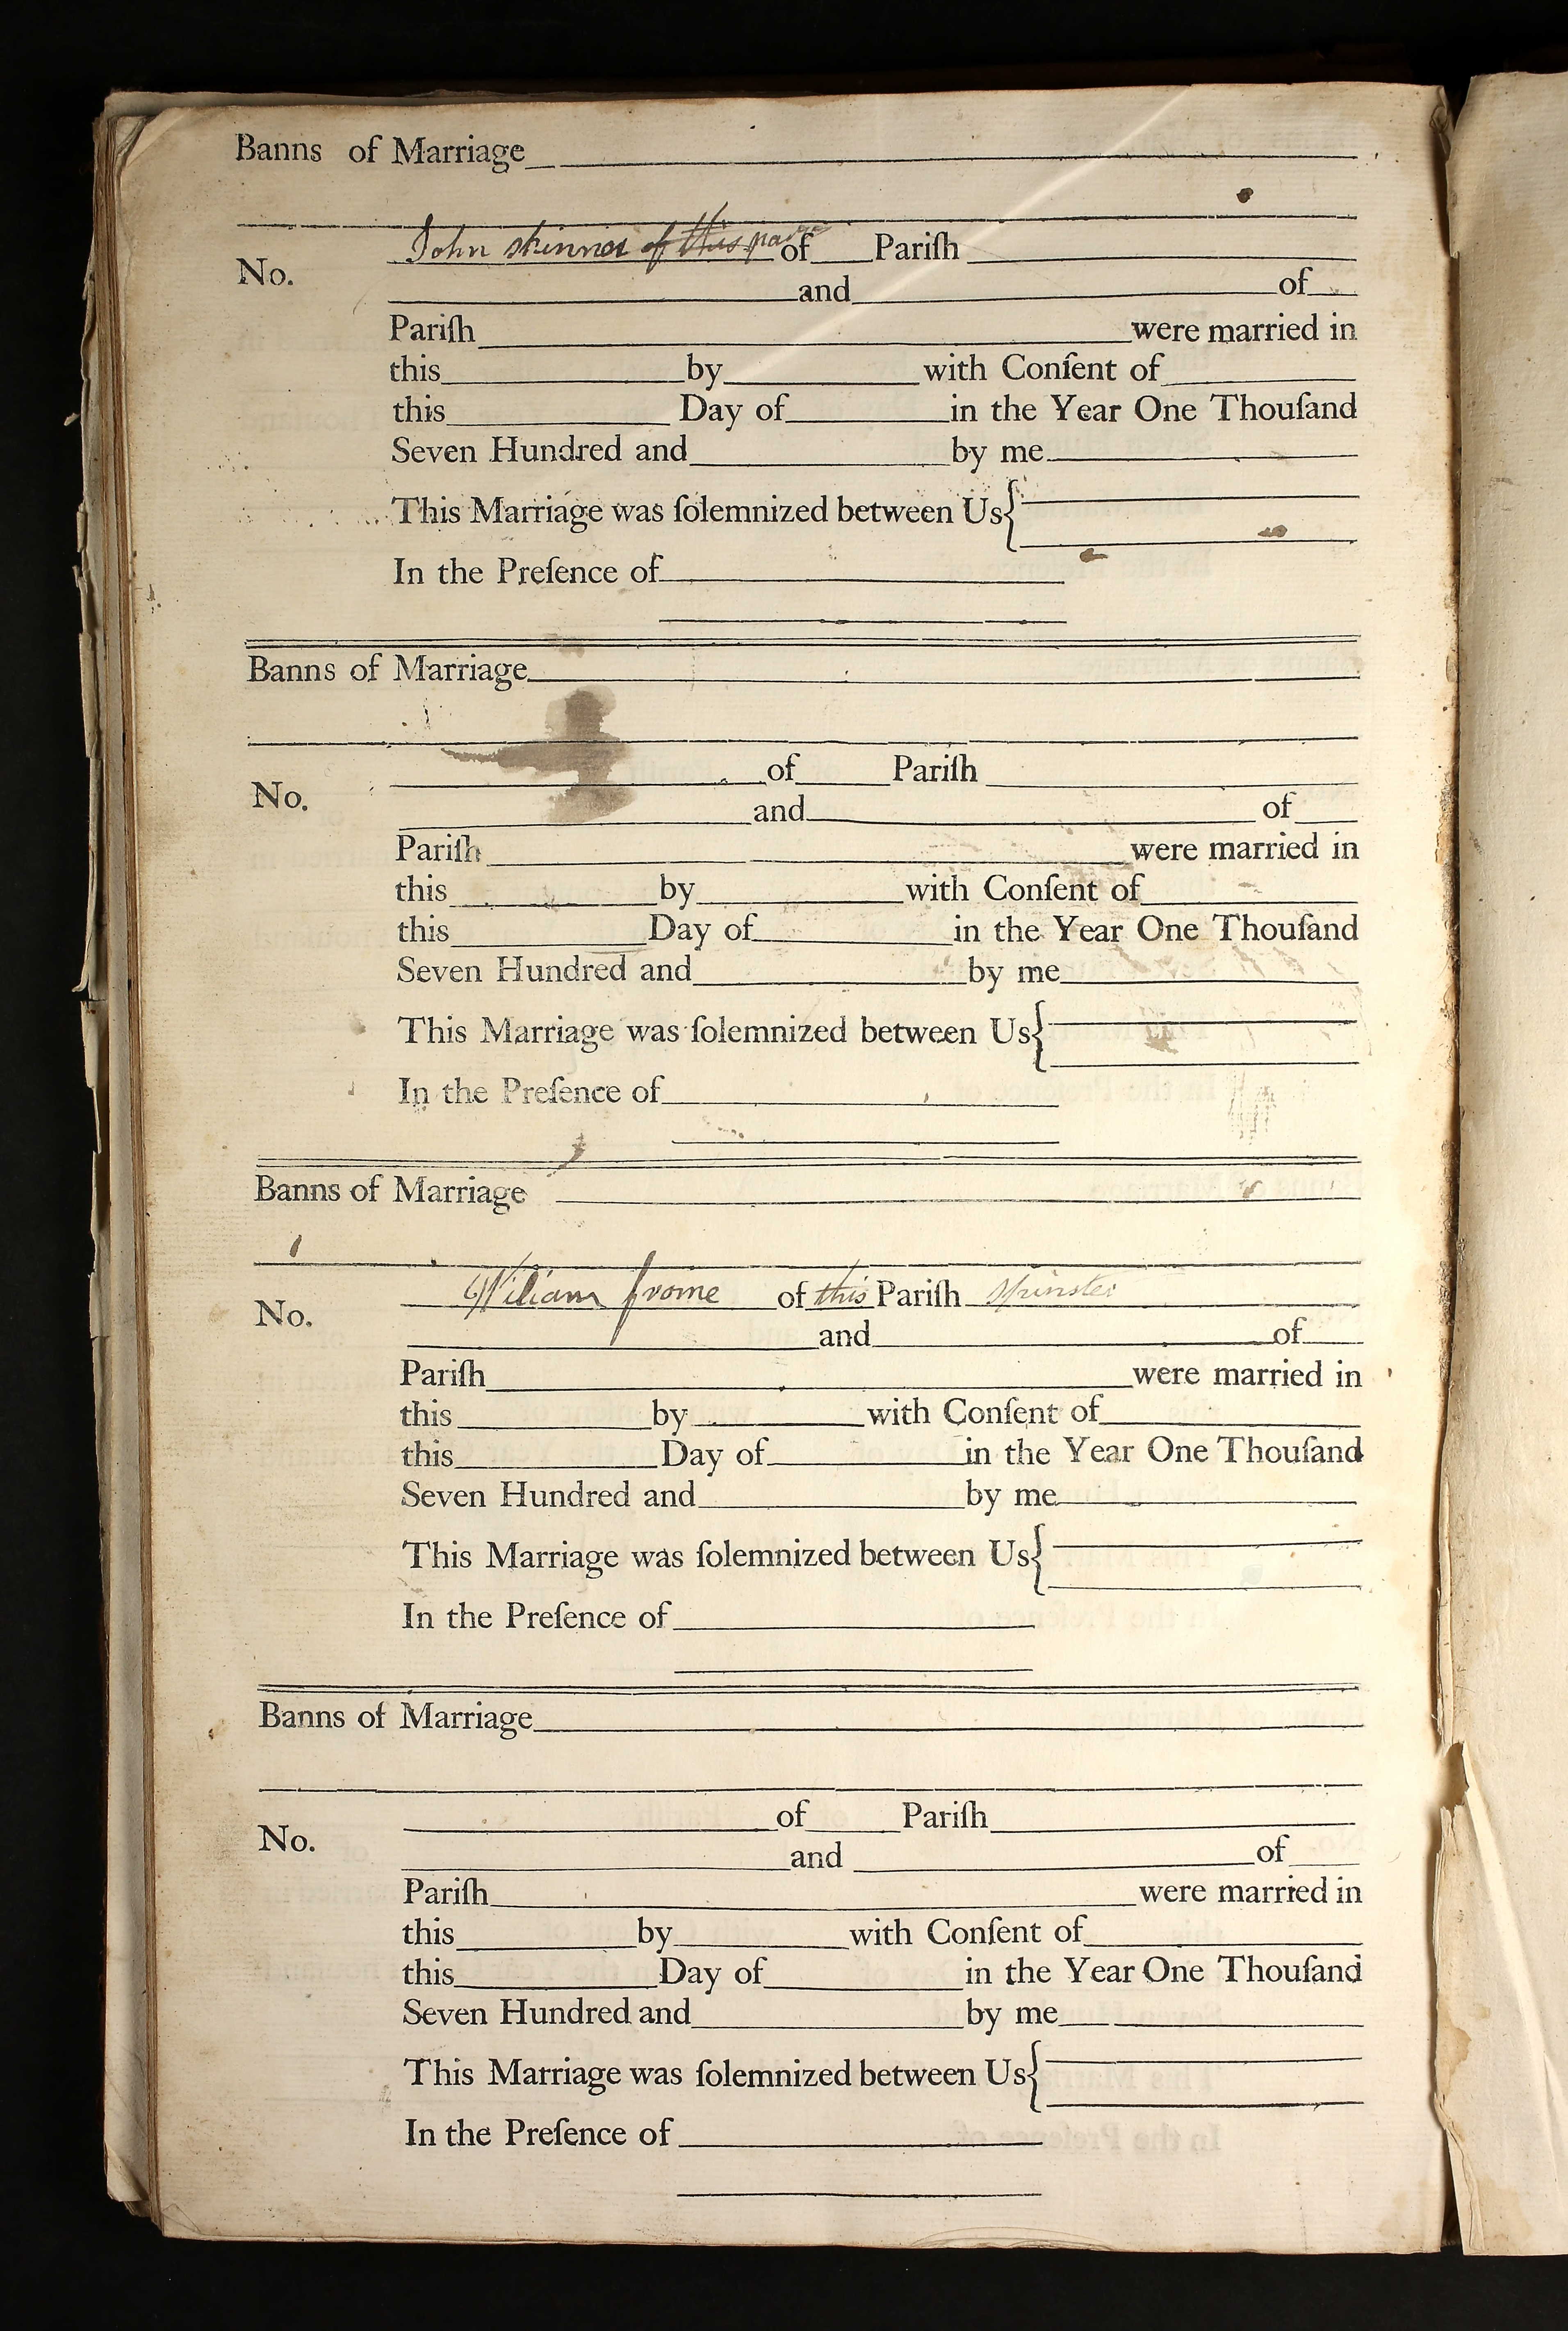 Banns of Marriage
John skinner of this par of Pariſh
No.
and of
Pariſh were married in
this by with Conſent of
this Day of in the Year One Thouſand
Seven Hundred and by me
This Marriage was ſolemnized between Us
In the Preſence of
Banns of Marriage
of Pariſh
No.
and of
Pariſh were married in
this by with Conſent of
this Day of in the Year One Thouſand
Seven Hundred and by me
This Marriage was ſolemnized between Us
In the Preſence of
Banns of Marriage
William frome of this Pariſh Spinster
No.
and of
Pariſh were married in
this by with Conſent of
this Day of in the Year One Thouſand
Seven Hundred and by me
This Marriage was ſolemnized between Us
In the Preſence of
Banns of Marriage
of Pariſh
No.
and of
Pariſh were married in
this by with Conſent of
this Day of in the Year One Thouſand
Seven Hundred and by me
This Marriage was ſolemnized between Us
In the Preſence of